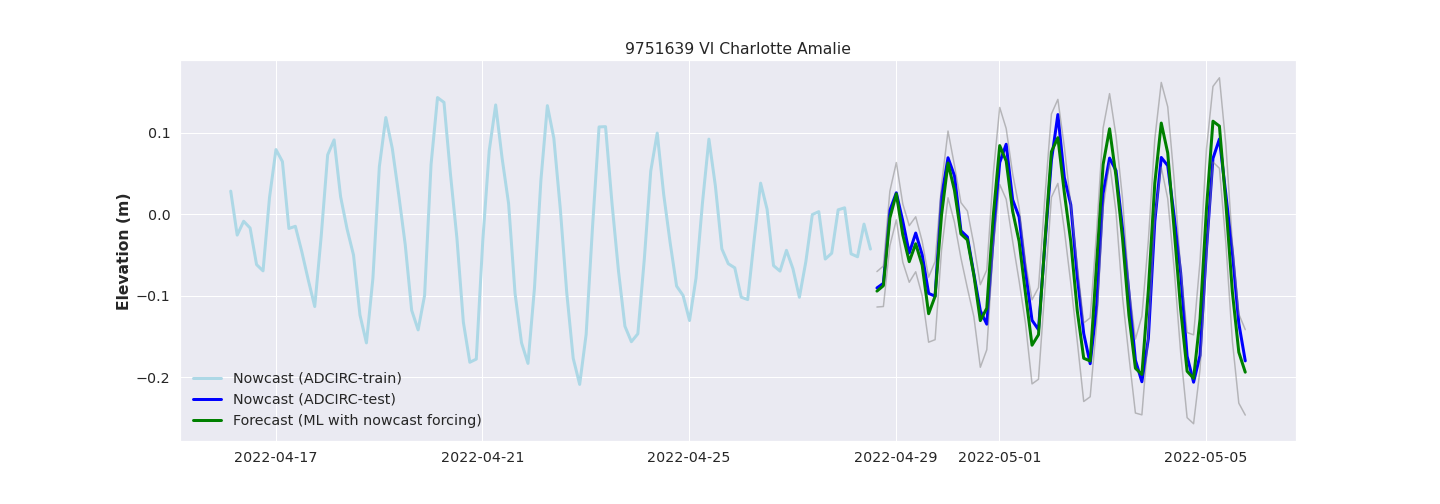 9751639 VI Charlotte Amalie
Elevation (m)
0.1
0.0
−0.1
−0.2
Nowcast (ADCIRC-train)
Nowcast (ADCIRC-test)
Forecast (ML with nowcast forcing)
2022-04-17 2022-04-21 2022-04-25 2022-04-29 2022-05-01 2022-05-05